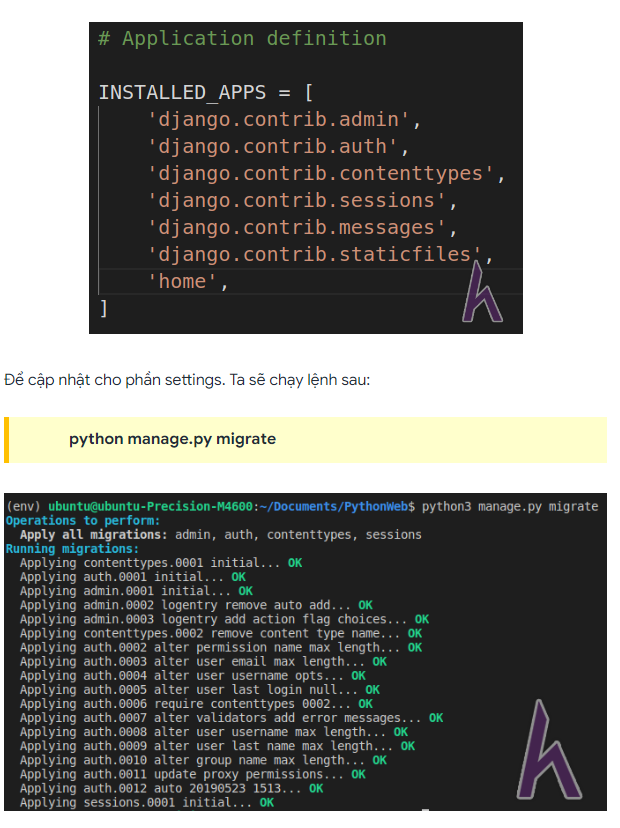 # Application definition
INSTALLED_APPS = [
'django.contrib.admin',
'django.contrib.auth',
'django.contrib.contenttypes',
'django.contrib.sessions',
'django.contrib.messages',
'django.contrib.staticfiles',
'home',
]
Để cập nhật cho phần settings. Ta sẽ chạy lệnh sau:
python manage.py migrate
(env) ubuntu@ubuntu-Precision-M4600:~/Documents/PythonWeb$ python3 manage.py migrate
Operations to perform:
Apply all migrations: admin, auth, contenttypes, sessions
Running migrations:
Applying contenttypes.0001 initial... OK
Applying auth.0001 initial... OK
Applying admin.0001 initial... OK
Applying admin.0002 logentry remove auto add... OK
Applying admin.0003 logentry add action flag choices... OK
Applying contenttypes.0002 remove content type name... OK
Applying auth.0002 alter permission name max length... OK
Applying auth.0003 alter user email max length... OK
Applying auth.0004 alter user username opts... OK
Applying auth.0005 alter user last login null... OK
Applying auth.0006 require contenttypes 0002... OK
Applying auth.0007 alter validators add error messages... OK
Applying auth.0008 alter user username max length... OK
Applying auth.0009 alter user last name max length... OK
Applying auth.0010 alter group name max length... OK
Applying auth.0011 update proxy permissions... OK
Applying auth.0012 auto 20190523 1513... OK
Applying sessions.0001 initial... OK